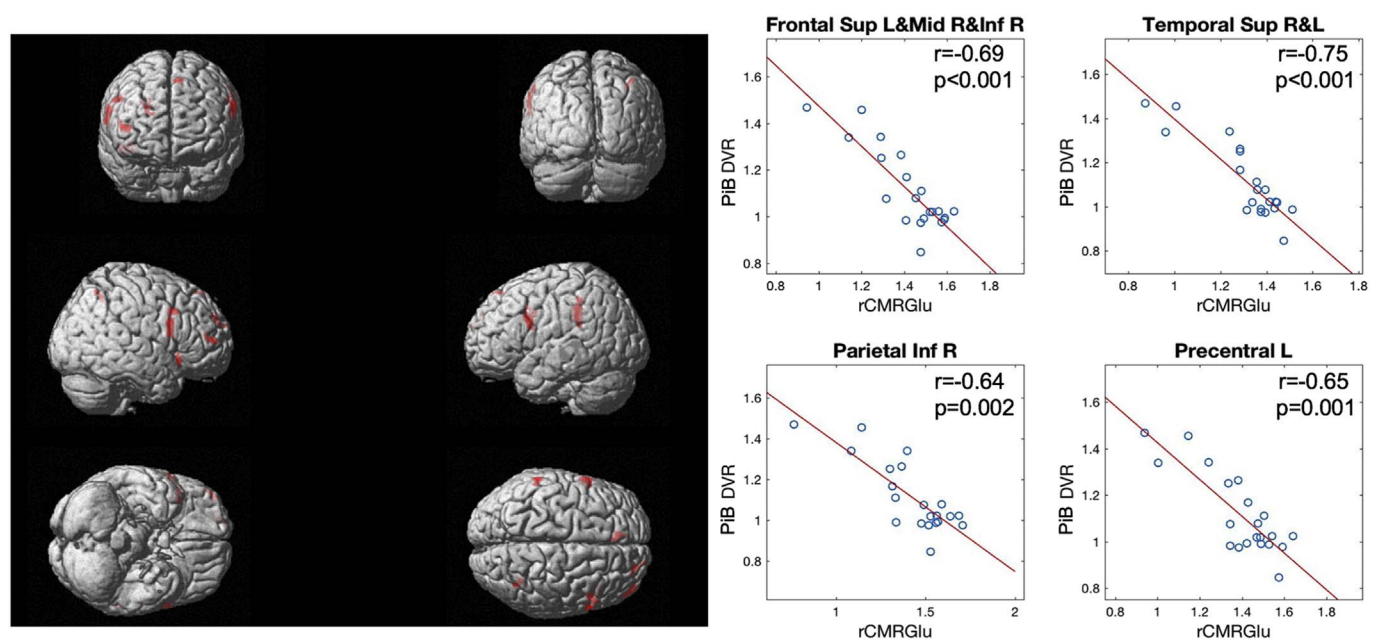 Frontal Sup L&Mid R&Inf R
r=-0.69
p<0.001
1.6
1.4
1.2
1
0.8
PiB DVR
0.8 1 1.2 1.4 1.6 1.8
rCMRGlu
Temporal Sup R&L
r=-0.75
p<0.001
1.6
1.4
1.2
1
0.8
PiB DVR
0.8 1 1.2 1.4 1.6 1.8
rCMRGlu
Parietal Inf R
r=-0.64
p=0.002
1.6
1.4
1.2
1
0.8
PiB DVR
1 1.5 2
rCMRGlu
Precentral L
r=-0.65
p=0.001
1.6
1.4
1.2
1
0.8
PiB DVR
0.8 1 1.2 1.4 1.6 1.8
rCMRGlu